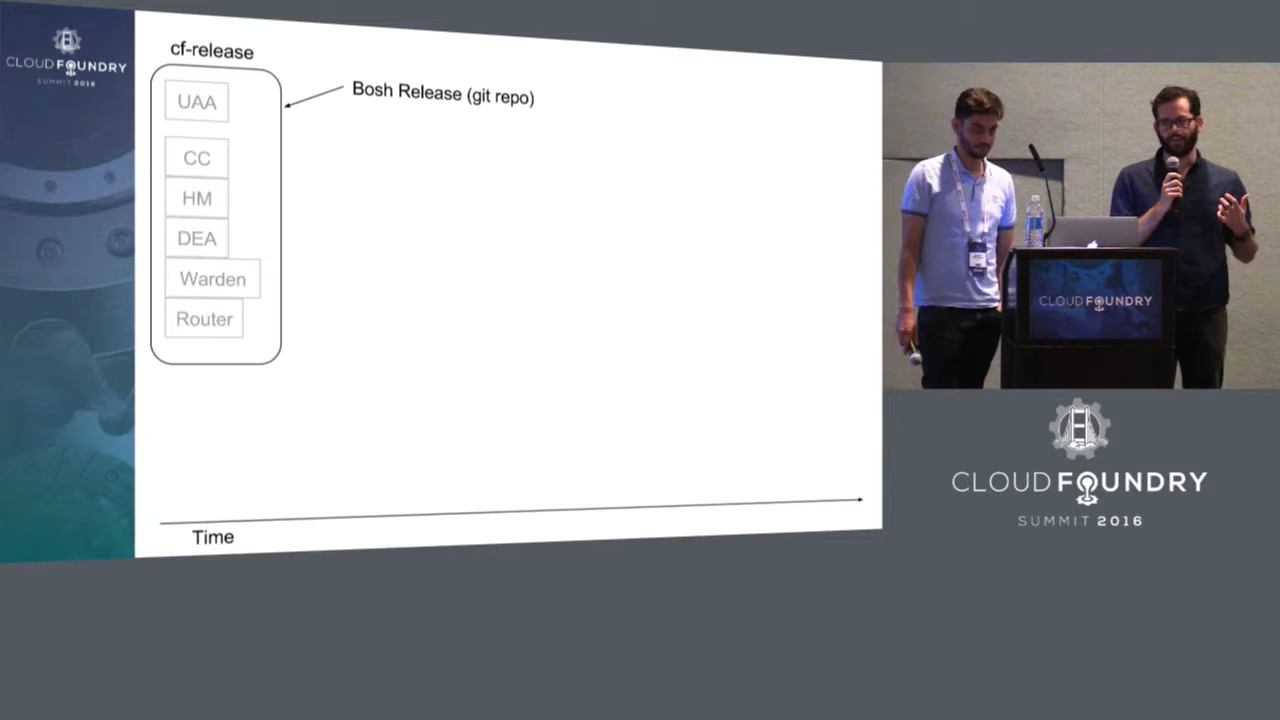 CLOUD FOUNDRY
SUMMIT 2016
cf-release
Bosh Release (git repo)
UAA
CC
HM
DEA
Warden
Router
Time
CLOUD FOUNDRY
CLOUD FOUNDRY
SUMMIT 2016